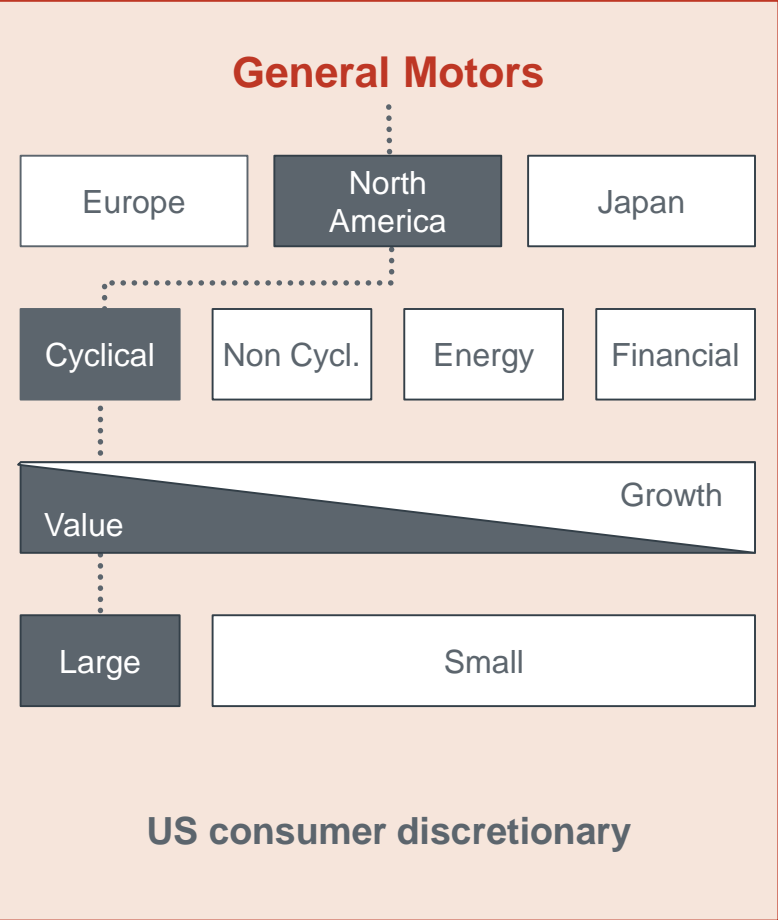 General Motors
Europe
North
America
Japan
Cyclical
Non Cycl.
Energy
Financial
Growth
Value
Large
Small
US consumer discretionary